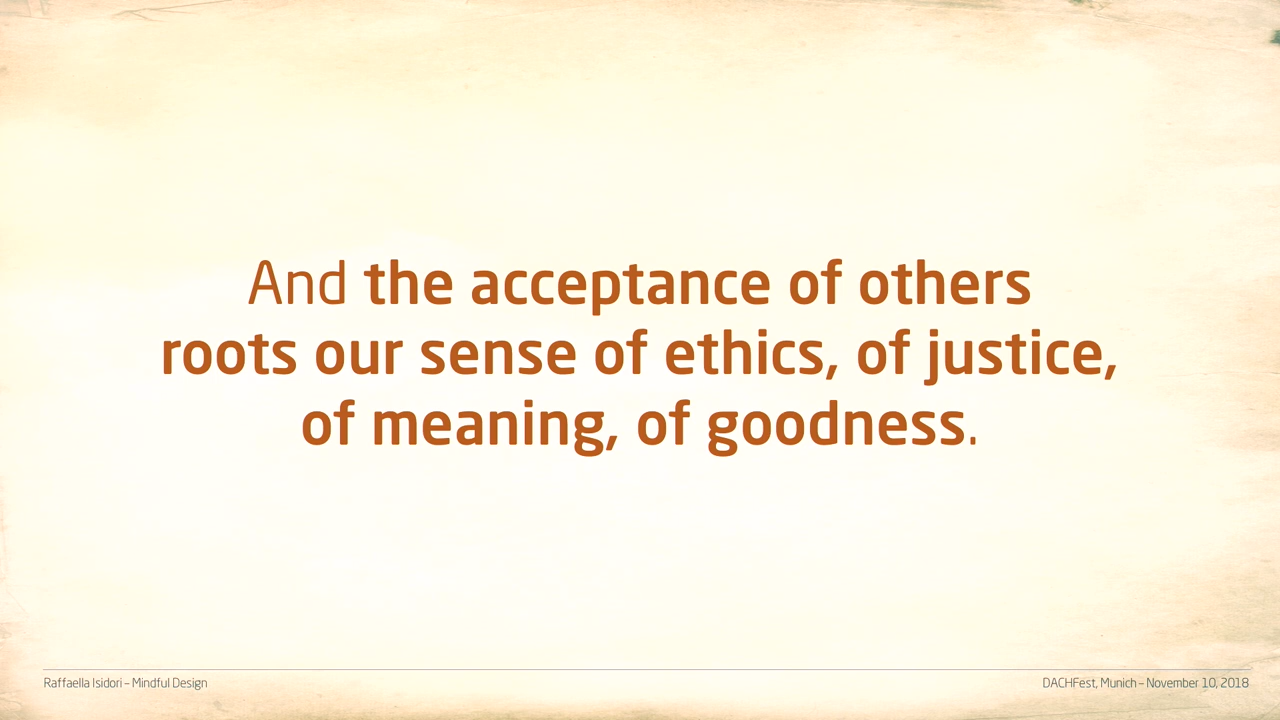 And the acceptance of others
roots our sense of ethics, of justice,
of meaning, of goodness.
Raffaella Isidori – Mindful Design
DACHFest, Munich – November 10, 2018